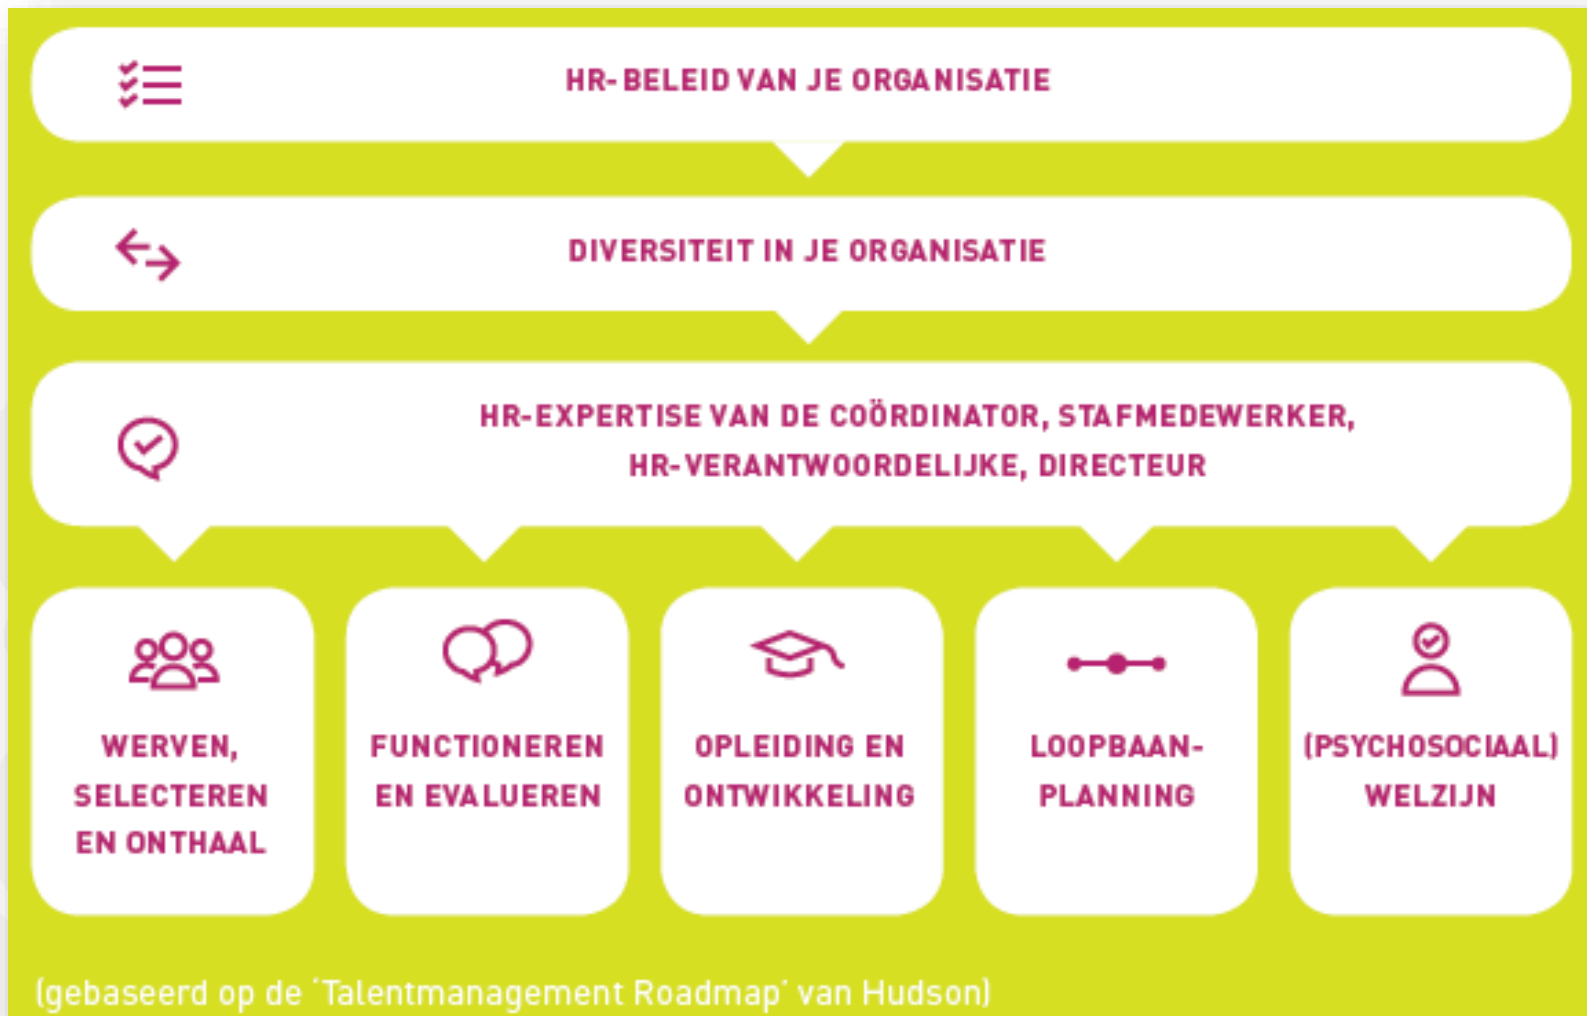 HR-BELEID VAN JE ORGANISATIE
DIVERSITEIT IN JE ORGANISATIE
HR-EXPERTISE VAN DE COÖRDINATOR, STAFMEDEWERKER,
HR-VERANTWOORDELIJKE, DIRECTEUR
WERVEN,
SELECTEREN
EN ONTHAAL
FUNCTIONEREN
EN EVALUEREN
OPLEIDING EN
ONTWIKKELING
LOOPBAAN-
PLANNING
(PSYCHOSOCIAAL)
WELZIJN
(gebaseerd op de ‘Talentmanagement Roadmap’ van Hudson)